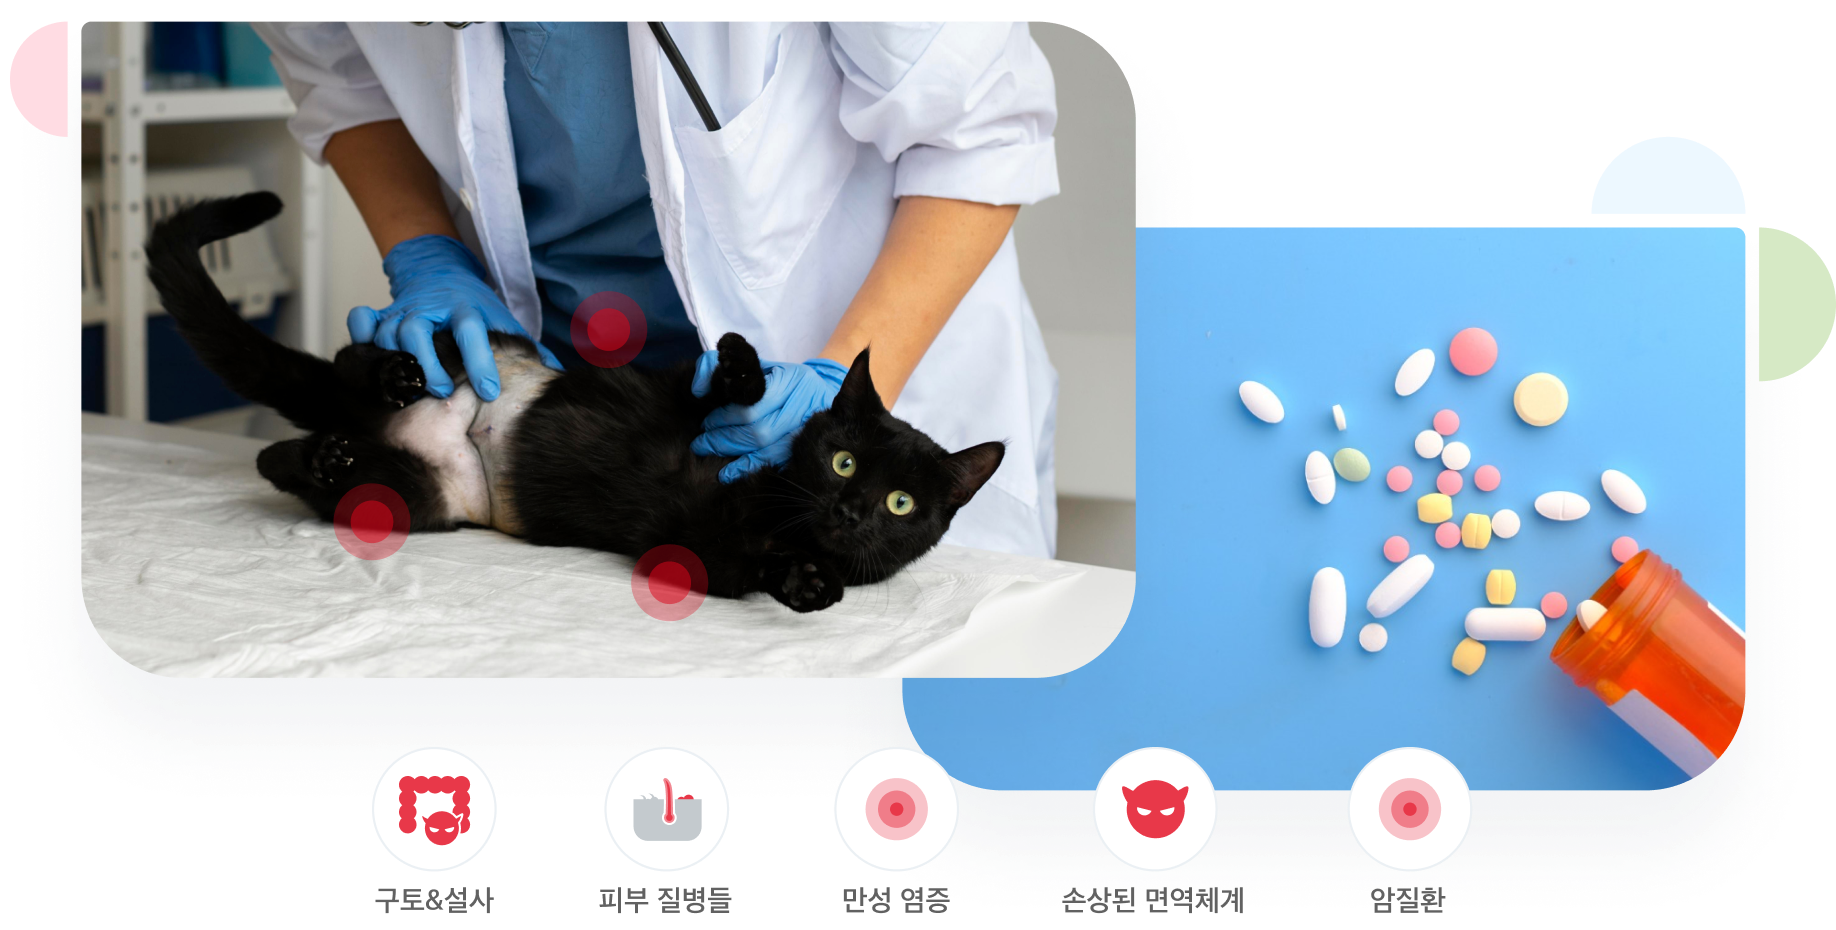 구토&설사
피부 질병들
만성 염증
손상된 면역체계
암질환